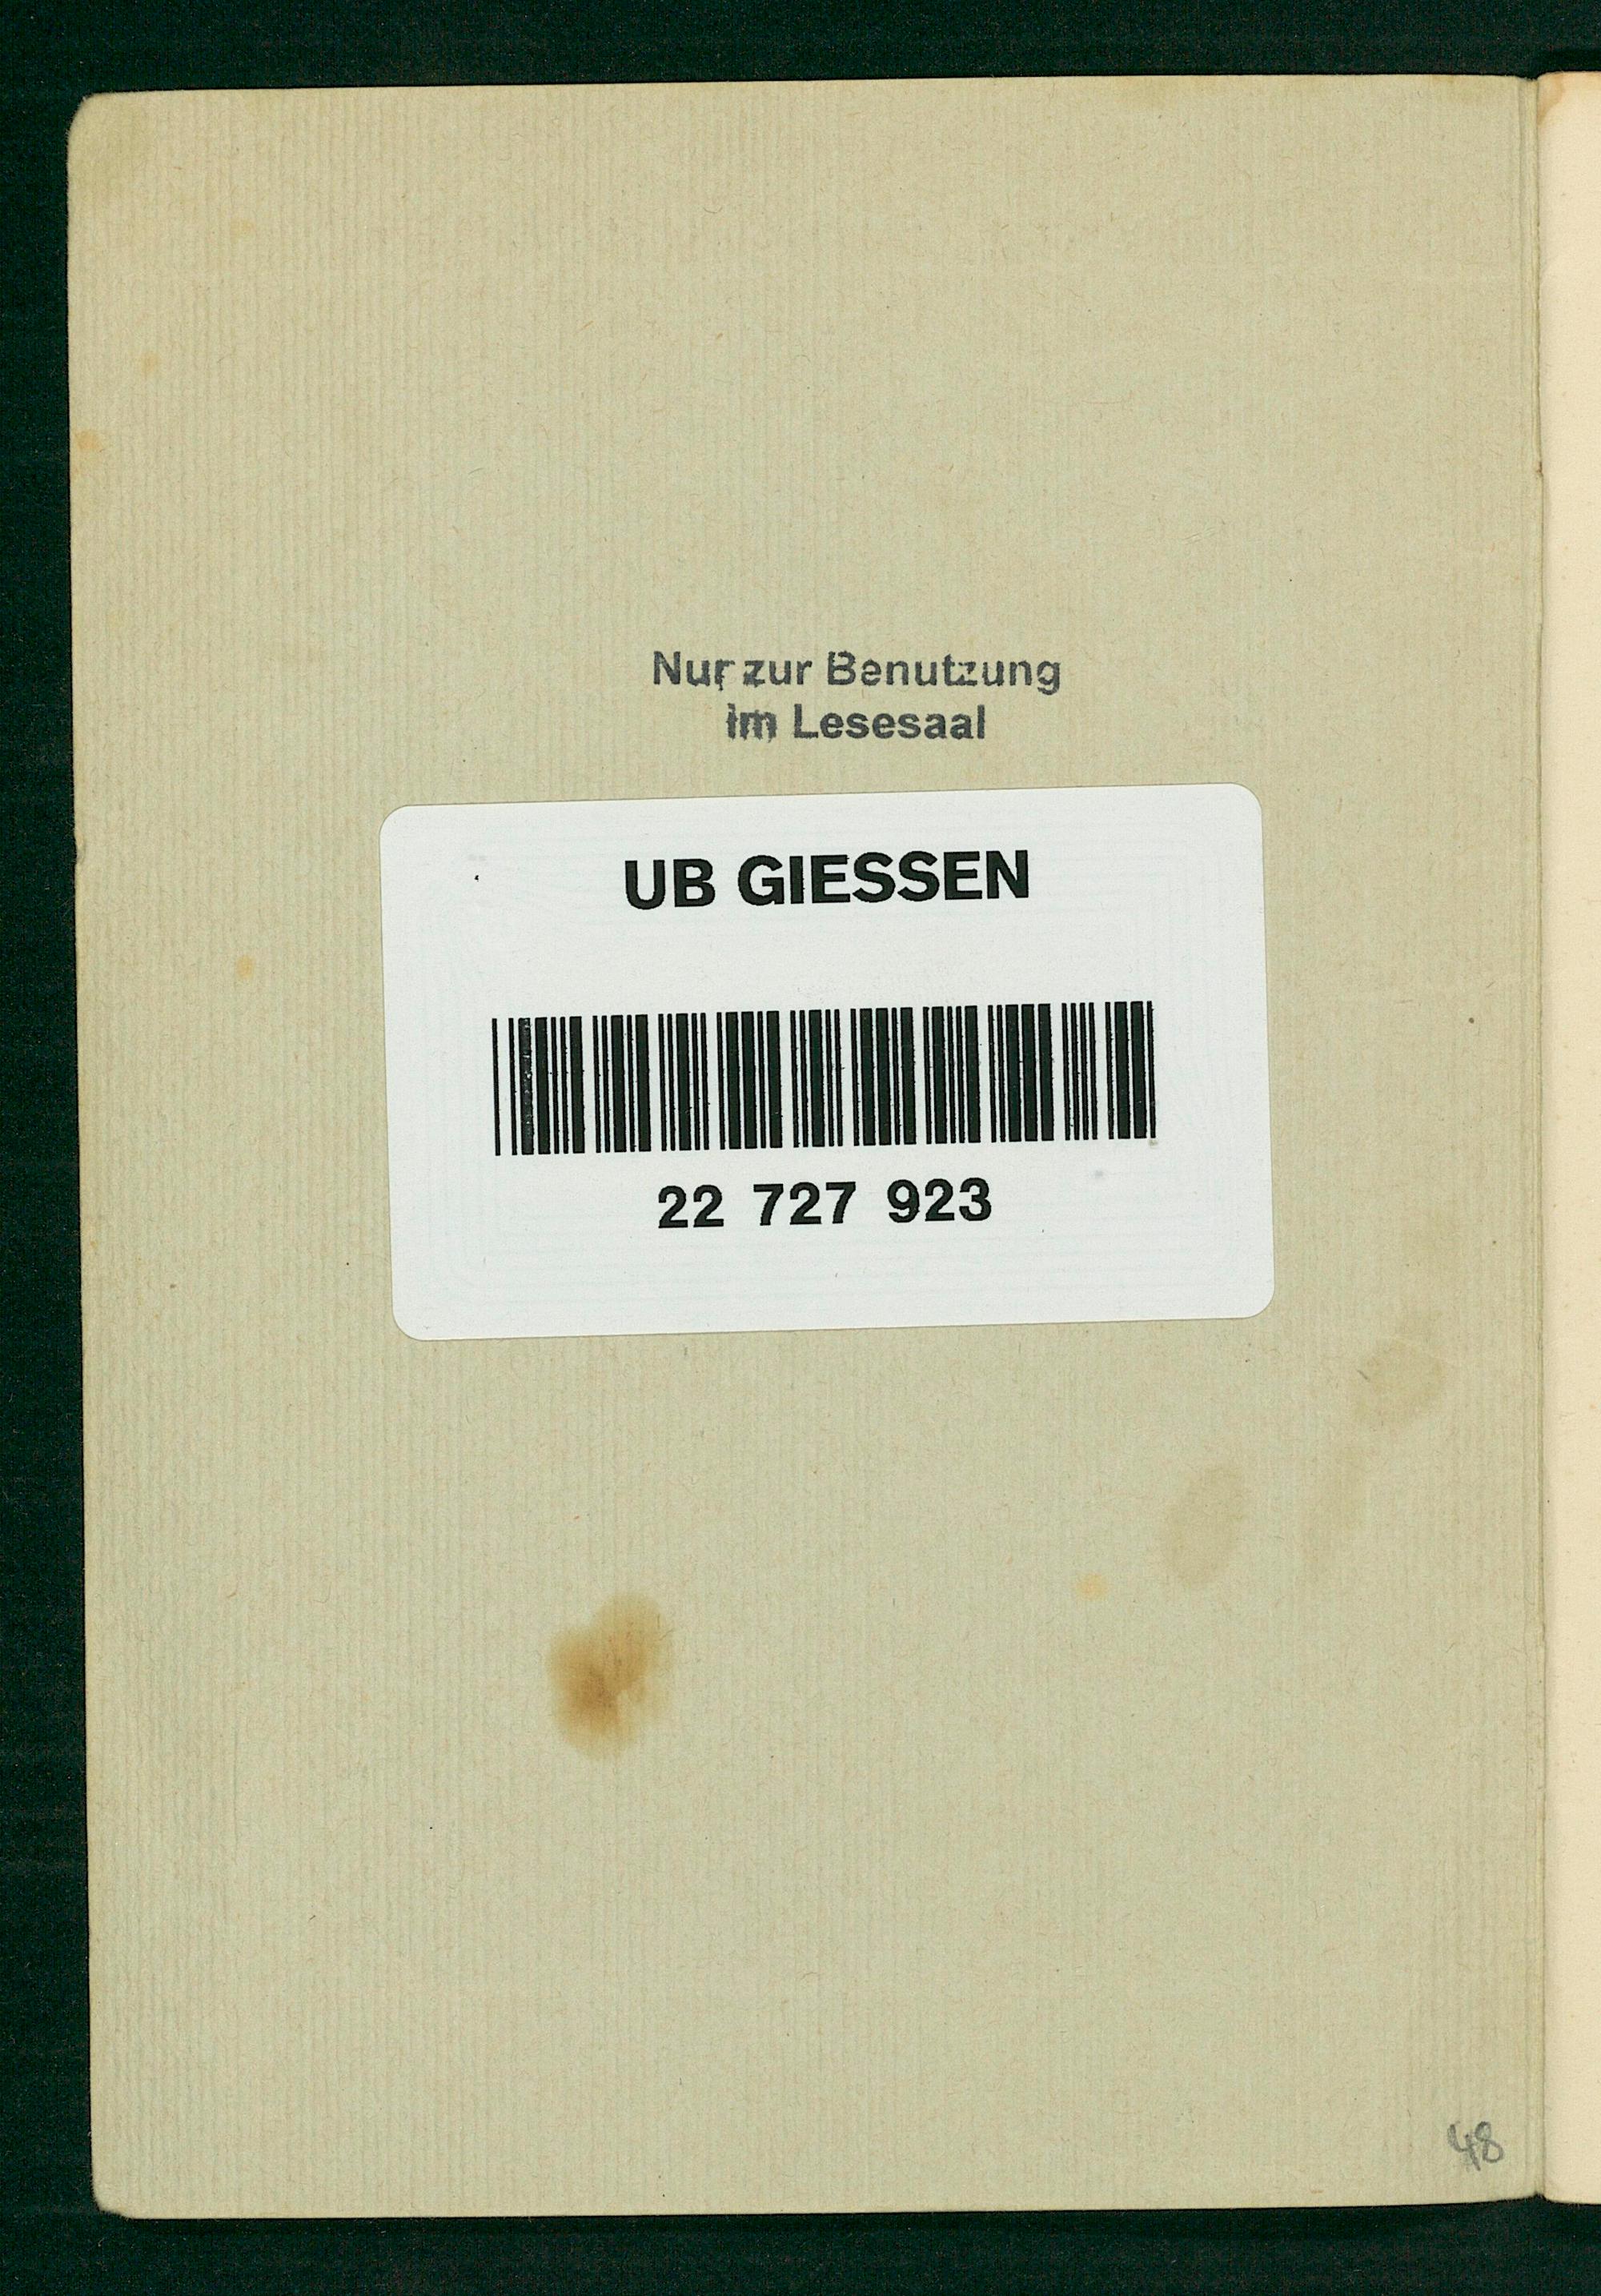 Nur zur Benutzung
im Lesesaal
UB GIESSEN
22 727 923
48